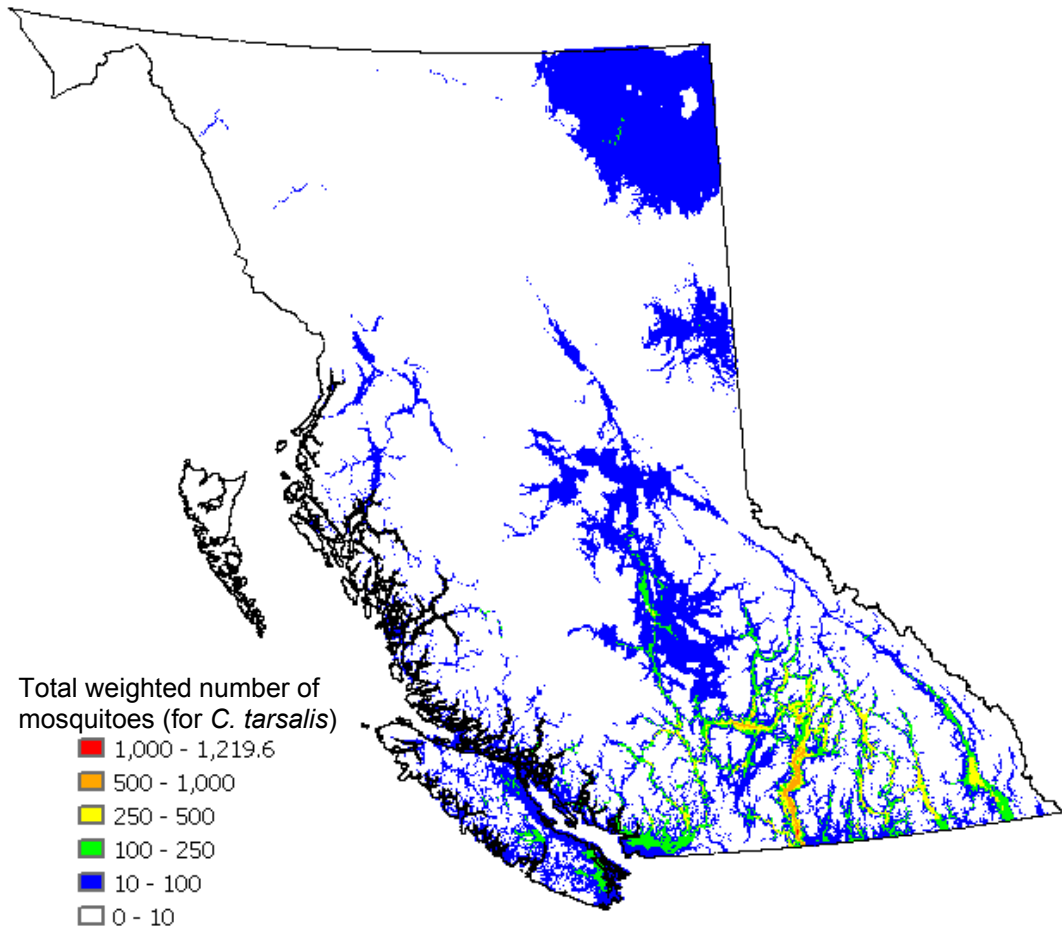 Total weighted number of
mosquitoes (for C. tarsalis)
1,000 - 1,219.6
500 - 1,000
250 - 500
100 - 250
10 - 100
0 - 10